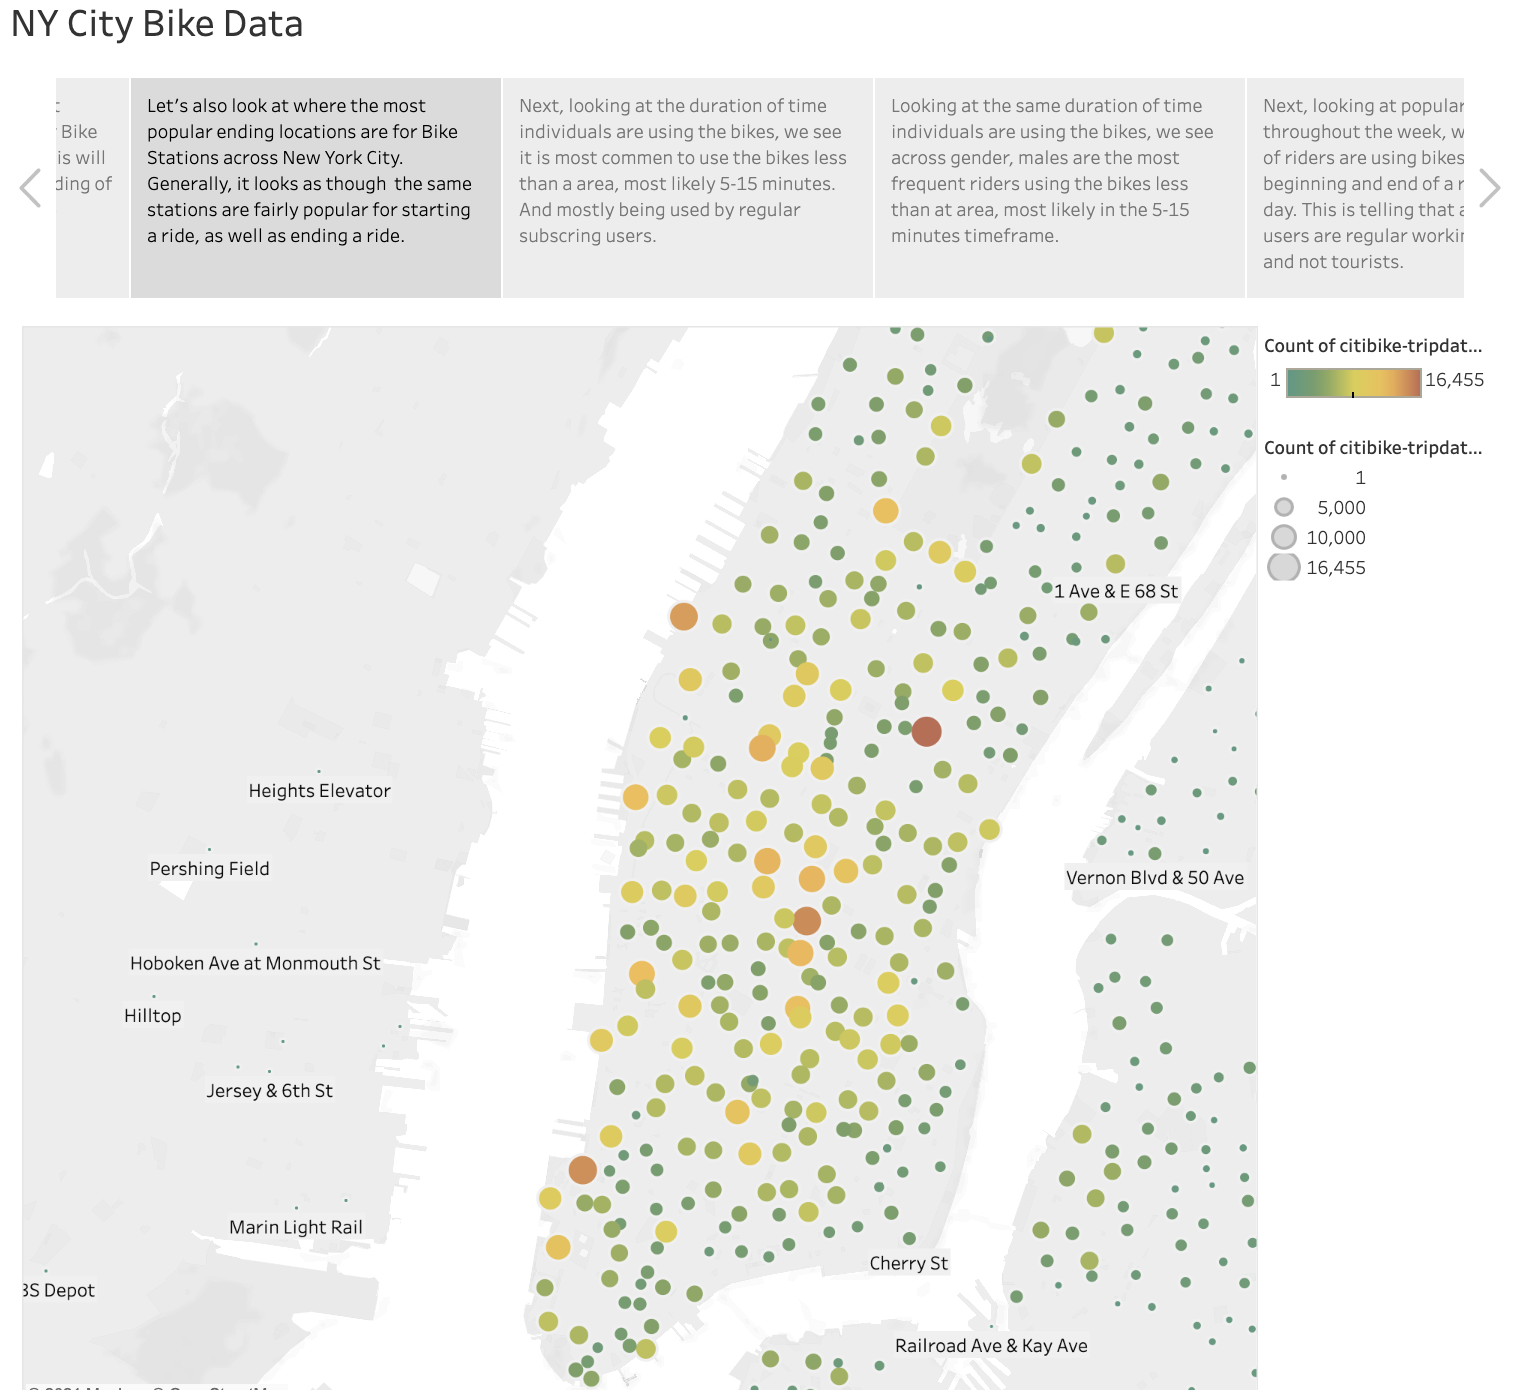 NY City Bike Data
Bike
is will
ding of
Let's also look at where the most
popular ending locations are for Bike
Stations across New York City.
Generally, it looks as though the same
stations are fairly popular for starting
a ride, as well as ending a ride.
Next, looking at the duration of time
individuals are using the bikes, we see
it is most commen to use the bikes less
than a area, most likely 5-15 minutes.
And mostly being used by regular
subscring users.
Looking at the same duration of time
individuals are using the bikes, we see
across gender, males are the most
frequent riders using the bikes less
than at area, most likely in the 5-15
minutes timeframe.
Next, looking at popular
throughout the week, w
of riders are using bikes
beginning and end of a r
day. This is telling that a
users are regular workir
and not tourists.
Count of citibike-tripdat...
1 16,455
Count of citibike-tripdat...
1
5,000
10,000
16,455
1 Ave & E 68 St
Heights Elevator
Pershing Field
Vernon Blvd & 50 Ave
Hoboken Ave at Monmouth St
Hilltop
Jersey & 6th St
Marin Light Rail
Cherry St
BS Depot
Railroad Ave & Kay Ave